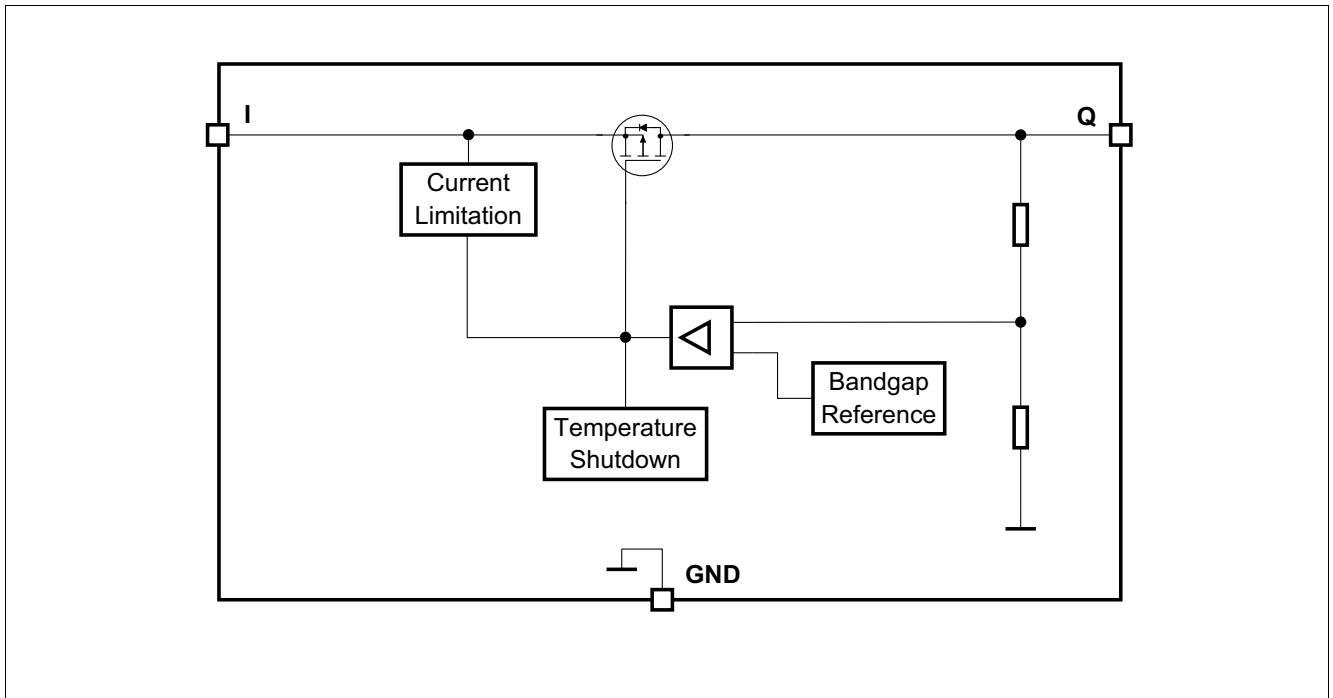 I
Q
Current
Limitation
Bandgap
Reference
Temperature
Shutdown
GND